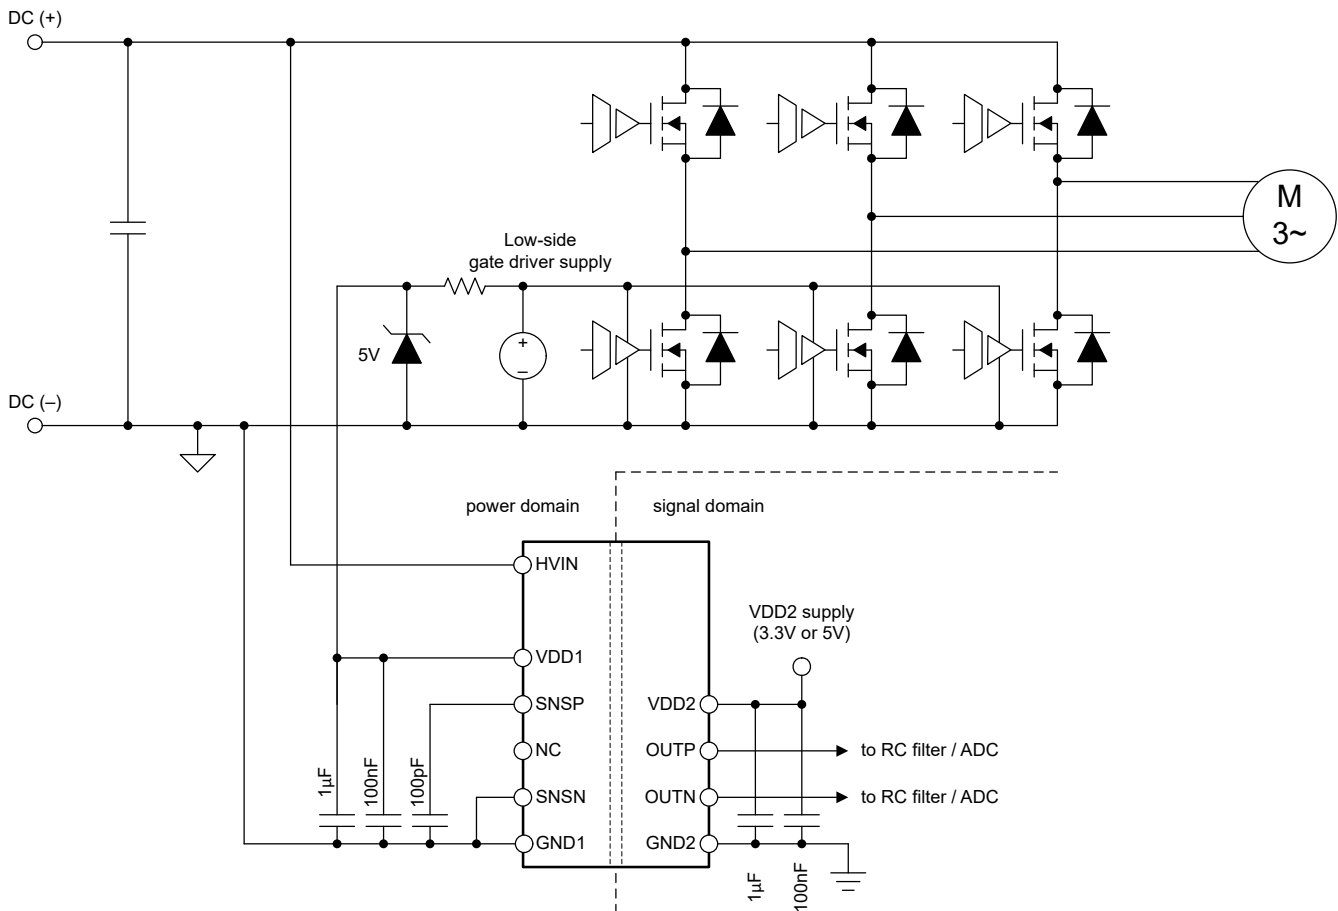 DC (+)
M
3~
Low-side
gate driver supply
5V
+
–
DC (–)
power domain
signal domain
HVIN
VDD2 supply
(3.3V or 5V)
VDD1
SNSP
VDD2
NC
OUTP
to RC filter / ADC
1µF
100nF
100pF
SNSN
OUTN
to RC filter / ADC
GND1
GND2
1µF
100nF